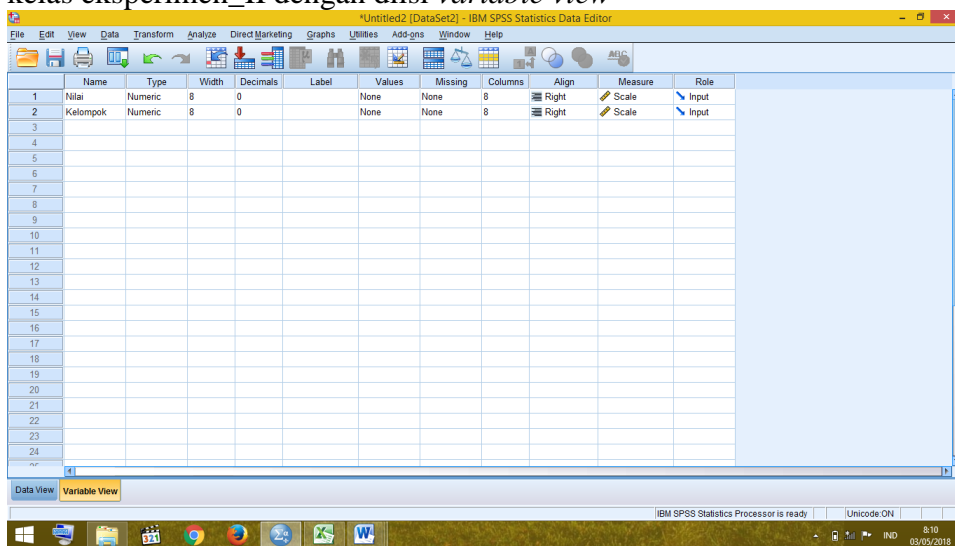 kelas eksperimen_II dengan diisi variable view
*Untitled2 [DataSet2] - IBM SPSS Statistics Data Editor
File Edit View Data Transform Analyze Direct Marketing Graphs Utilities Add-ons Window Help
Name Type Width Decimals Label Values Missing Columns Align Measure Role
1 Nilai Numeric 8 0 None None 8 Right Scale Input
2 Kelompok Numeric 8 0 None None 8 Right Scale Input
3
4
5
6
7
8
9
10
11
12
13
14
15
16
17
18
19
20
21
22
23
24
Data View Variable View
IBM SPSS Statistics Processor is ready Unicode:ON
IND 8:10
03/05/2018